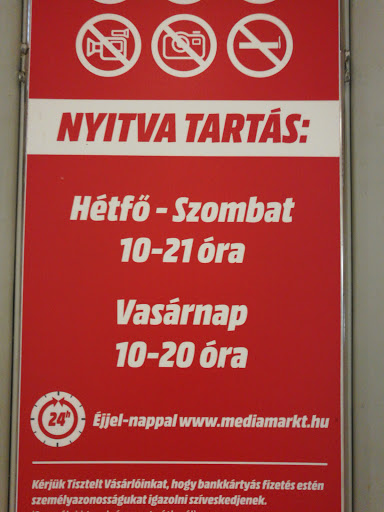 NYITVA TARTÁS:
Hétfő - Szombat
10-21 óra
Vasárnap
10-20 óra
24h
Éjjel-nappal www.mediamarkt.hu
Kérjük Tisztelt Vásárlóinkat, hogy bankkártyás fizetés estén
személyazonosságukat igazolni szíveskedjenek.